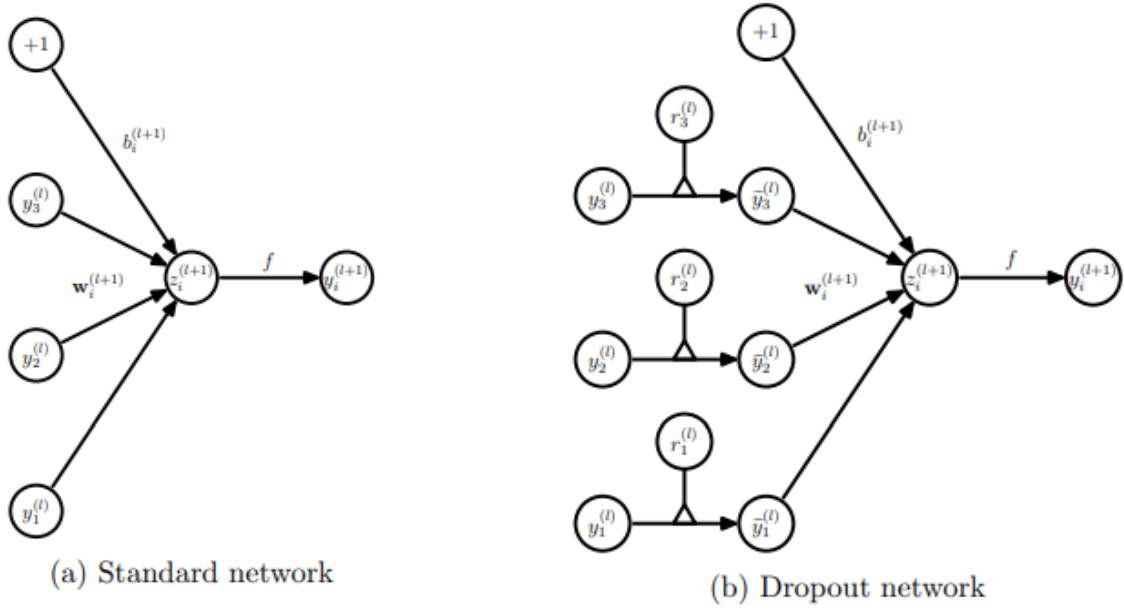 +1
b_i^{(l+1)}
y_3^{(l)}
w_i^{(l+1)}
z_i^{(l+1)}
f
y_i^{(l+1)}
y_2^{(l)}
y_1^{(l)}
(a) Standard network
+1
b_i^{(l+1)}
r_3^{(l)}
y_3^{(l)}
ỹ_3^{(l)}
r_2^{(l)}
w_i^{(l+1)}
z_i^{(l+1)}
f
y_i^{(l+1)}
y_2^{(l)}
ỹ_2^{(l)}
r_1^{(l)}
y_1^{(l)}
ỹ_1^{(l)}
(b) Dropout network